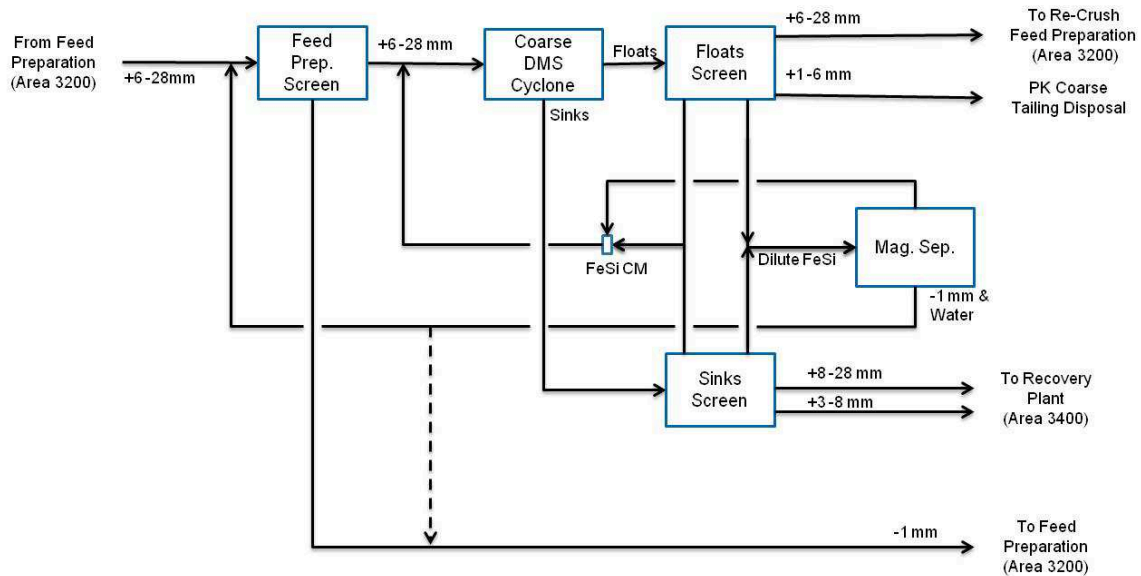 From Feed
Preparation
(Area 3200)
+6-28mm
Feed
Prep.
Screen
+6-28 mm
Coarse
DMS
Cyclone
Floats
Sinks
Floats
Screen
+6-28 mm
To Re-Crush
Feed Preparation
(Area 3200)
+1-6 mm
PK Coarse
Tailing Disposal
FeSi CM
Dilute FeSi
Mag. Sep.
-1 mm &
Water
Sinks
Screen
+8-28 mm
+3-8 mm
To Recovery
Plant
(Area 3400)
-1 mm
To Feed
Preparation
(Area 3200)